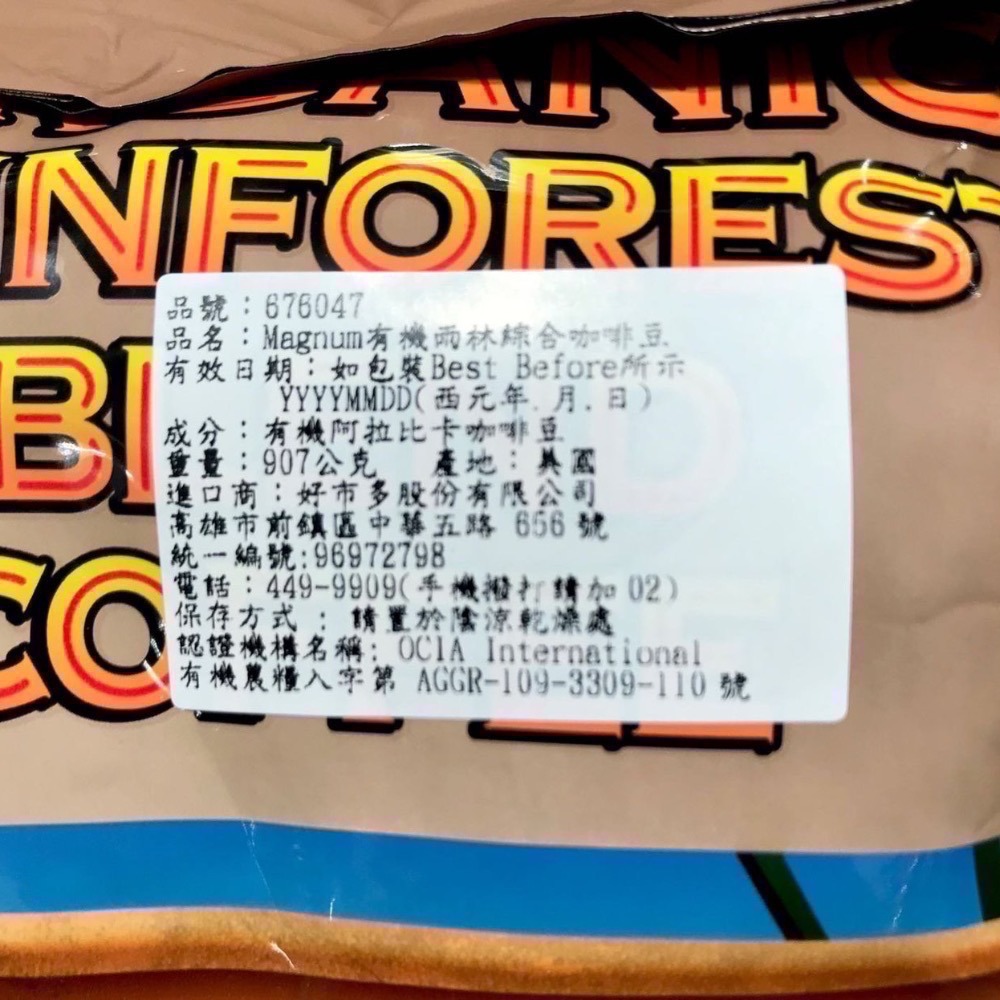 ORGANIC
INFOREST
BLEND
COFFEE
品號：676047
品名：Magnum有機雨林綜合咖啡豆
有效日期：如包裝Best Before所示
YYYYMMDD(西元年.月.日)
成分：有機阿拉比卡咖啡豆
重量：907公克 產地：美國
進口商：好市多股份有限公司
高雄市前鎮區中華五路 656 號
統一編號:96972798
電話：449-9909(手機撥打請加 02)
保存方式：請置於陰涼乾燥處
認證機構名稱: OCIA International
有機農糧入字第 AGGR-109-3309-110 號